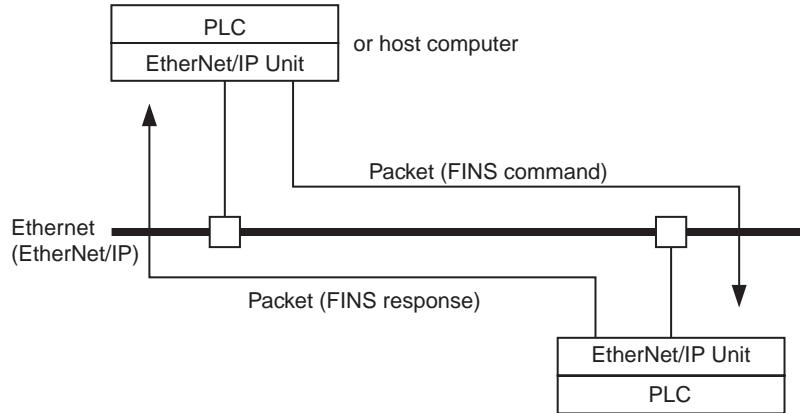 PLC
EtherNet/IP Unit
or host computer
Packet (FINS command)
Ethernet
(EtherNet/IP)
Packet (FINS response)
EtherNet/IP Unit
PLC